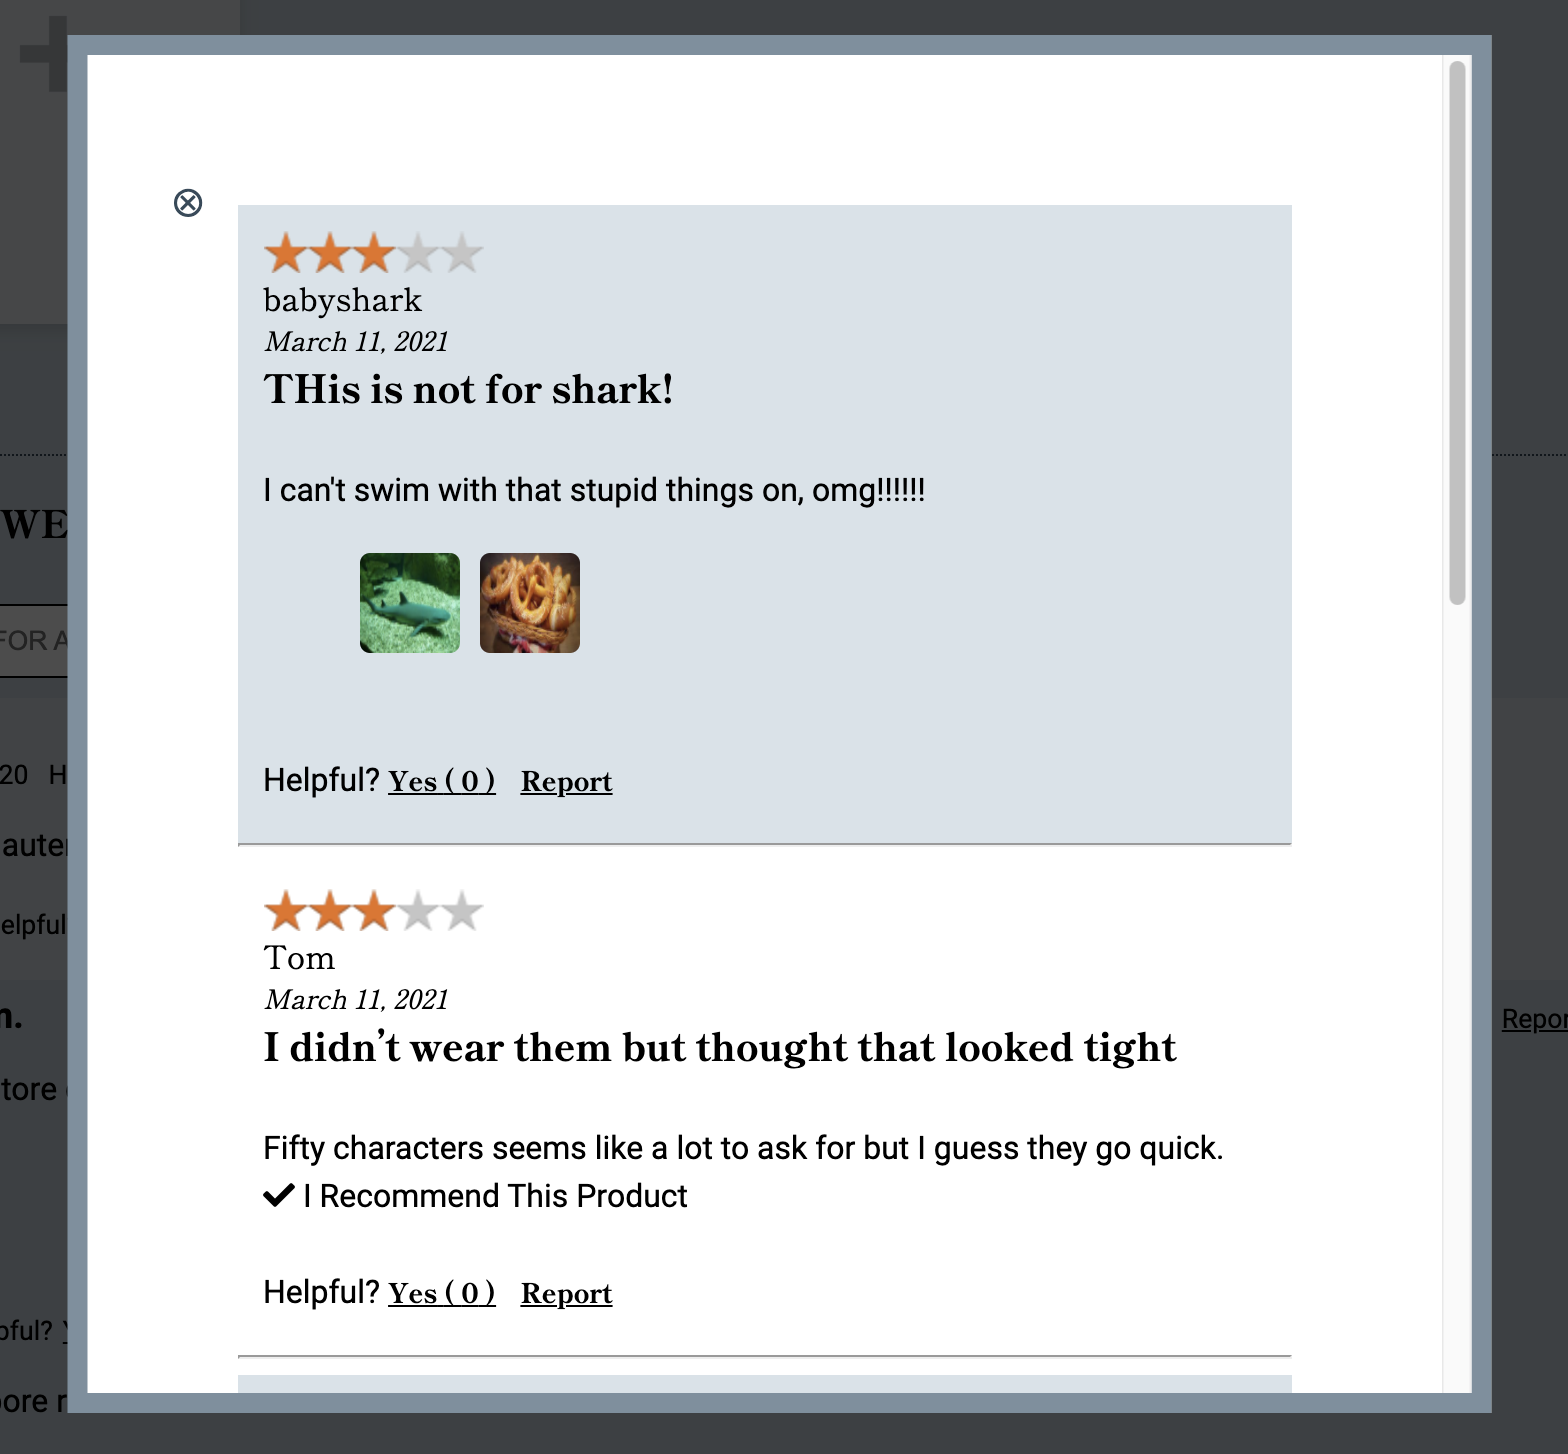 babyshark
March 11, 2021
THis is not for shark!
I can't swim with that stupid things on, omg!!!!!!
Helpful? Yes ( 0 ) Report
Tom
March 11, 2021
I didn’t wear them but thought that looked tight
Fifty characters seems like a lot to ask for but I guess they go quick.
I Recommend This Product
Helpful? Yes ( 0 ) Report
WE
FOR A
20 H
elpful
n.
Repor
tore
pful?
ore r